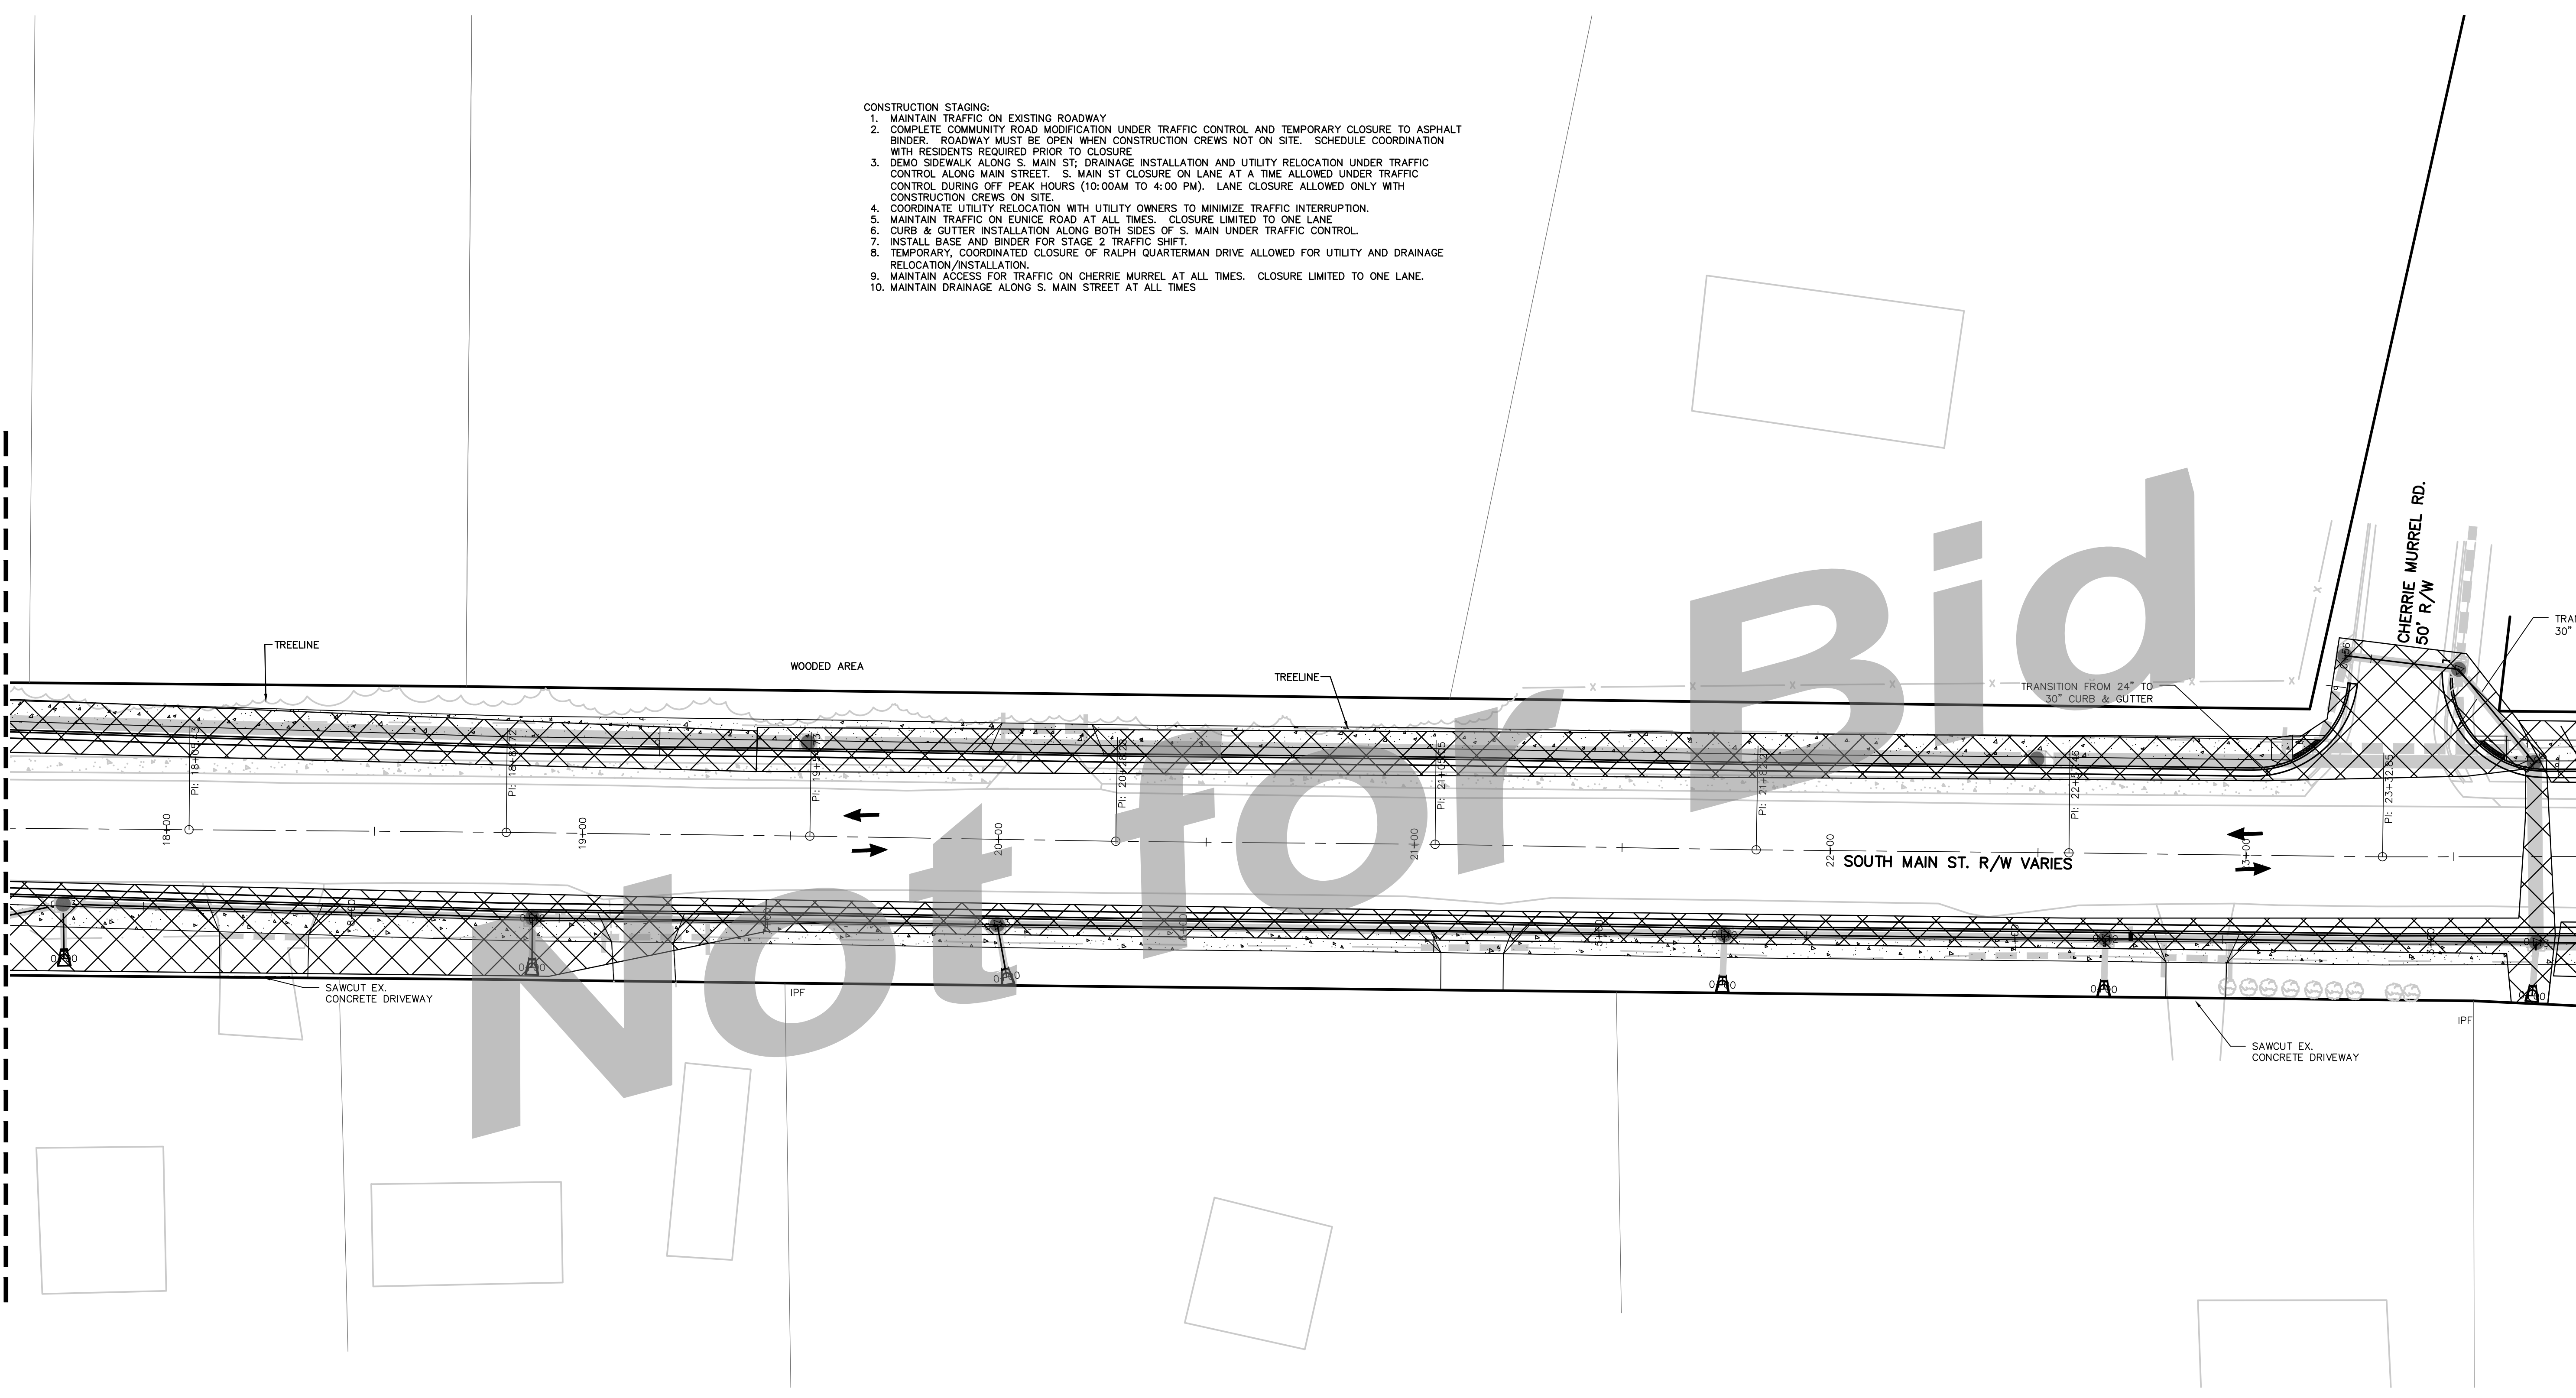 CONSTRUCTION STAGING:
1. MAINTAIN TRAFFIC ON EXISTING ROADWAY
2. COMPLETE COMMUNITY ROAD MODIFICATION UNDER TRAFFIC CONTROL AND TEMPORARY CLOSURE TO ASPHALT
BINDER. ROADWAY MUST BE OPEN WHEN CONSTRUCTION CREWS NOT ON SITE. SCHEDULE COORDINATION
WITH RESIDENTS REQUIRED PRIOR TO CLOSURE
3. DEMO SIDEWALK ALONG S. MAIN ST; DRAINAGE INSTALLATION AND UTILITY RELOCATION UNDER TRAFFIC
CONTROL ALONG MAIN STREET. S. MAIN ST CLOSURE ON LANE AT A TIME ALLOWED UNDER TRAFFIC
CONTROL DURING OFF PEAK HOURS (10:00AM TO 4:00 PM). LANE CLOSURE ALLOWED ONLY WITH
CONSTRUCTION CREWS ON SITE.
4. COORDINATE UTILITY RELOCATION WITH UTILITY OWNERS TO MINIMIZE TRAFFIC INTERRUPTION.
5. MAINTAIN TRAFFIC ON EUNICE ROAD AT ALL TIMES. CLOSURE LIMITED TO ONE LANE
6. CURB & GUTTER INSTALLATION ALONG BOTH SIDES OF S. MAIN UNDER TRAFFIC CONTROL.
7. INSTALL BASE AND BINDER FOR STAGE 2 TRAFFIC SHIFT.
8. TEMPORARY, COORDINATED CLOSURE OF RALPH QUARTERMAN DRIVE ALLOWED FOR UTILITY AND DRAINAGE
RELOCATION/INSTALLATION.
9. MAINTAIN ACCESS FOR TRAFFIC ON CHERRIE MURREL AT ALL TIMES. CLOSURE LIMITED TO ONE LANE.
10. MAINTAIN DRAINAGE ALONG S. MAIN STREET AT ALL TIMES
CHERRIE MURREL RD.
50' R/W
30"
TREELINE
WOODED AREA
TREELINE
TRANSITION FROM 24" TO
30" CURB & GUTTER
PI:
PI:
PI:
PI:
PI:
PI:
PI:
PI: 23+32.85
18+00
19+00
20+00
21+00
22+00
23+00
SOUTH MAIN ST. R/W VARIES
Not for Bid
SAWCUT EX.
CONCRETE DRIVEWAY
IPF
IPF
SAWCUT EX.
CONCRETE DRIVEWAY